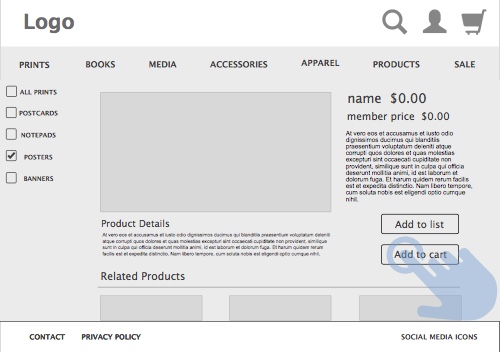 Logo
PRINTS BOOKS MEDIA ACCESSORIES APPAREL PRODUCTS SALE
ALL PRINTS
POSTCARDS
NOTEPADS
POSTERS
BANNERS
name $0.00
member price $0.00
At vero eos et accusamus et iusto odio
dignissimos ducimus qui blanditiis
praesentium voluptatum deleniti atque
corrupti quos dolores et quas molestias
excepturi sint occaecati cupiditate non
provident, similique sunt in culpa qui officia
deserunt mollitia animi, id est laborum et
dolorum fuga. Et harum quidem rerum facilis
est et expedita distinctio. Nam libero tempore,
cum soluta nobis est eligendi optio cumque
nihil.
Add to list
Add to cart
Product Details
At vero eos et accusamus et iusto odio dignissimos ducimus qui blanditiis praesentium voluptatum deleniti
atque corrupti quos dolores et quas molestias excepturi sint occaecati cupiditate non provident, similique
sunt in culpa qui officia deserunt mollitia animi, id est laborum et dolorum fuga. Et harum quidem rerum
facilis est et expedita distinctio. Nam libero tempore, cum soluta nobis est eligendi optio cumque nihil.
Related Products
CONTACT PRIVACY POLICY SOCIAL MEDIA ICONS